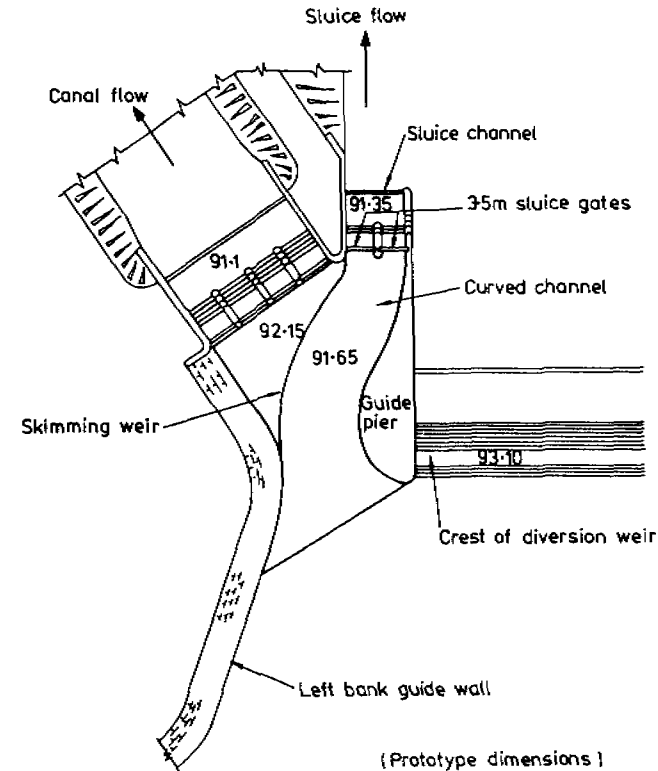 Sluice flow
Canal flow
Sluice channel
91·35
3·5m sluice gates
91·1
Curved channel
92·15
91·65
Skimming weir
Guide
pier
93·10
Crest of diversion weir
Left bank guide wall
(Prototype dimensions)